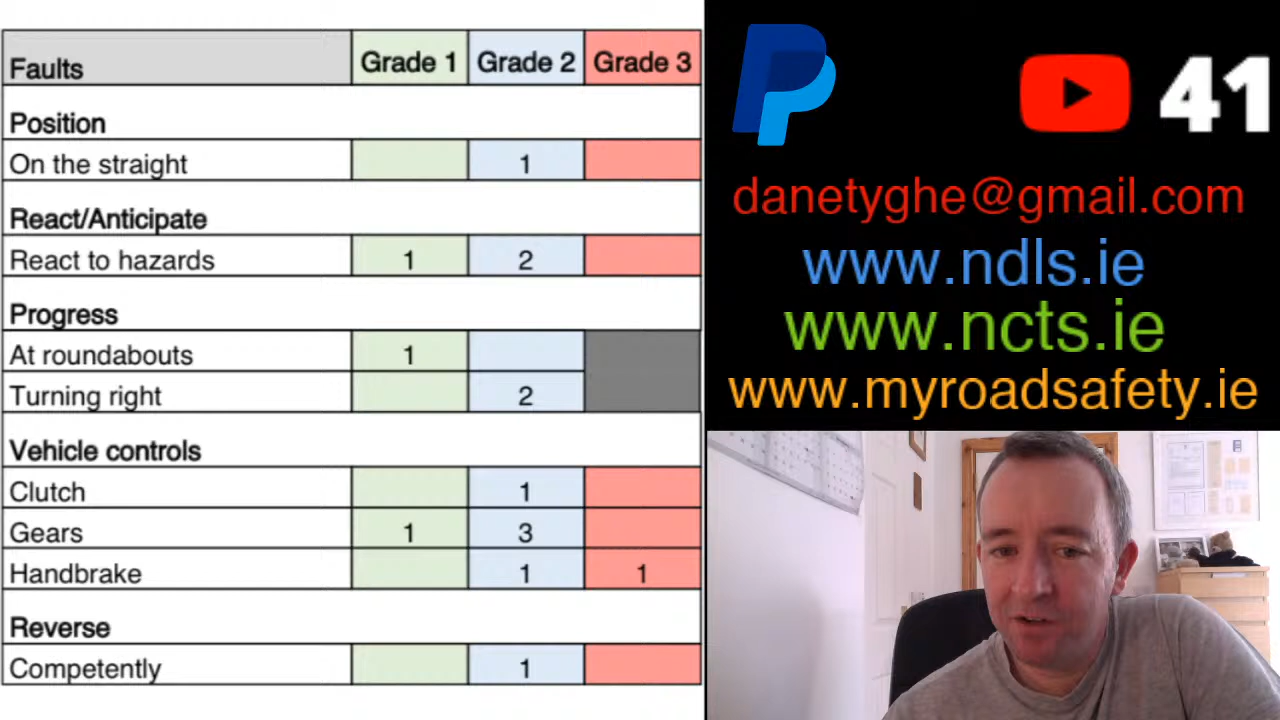 Faults Grade 1 Grade 2 Grade 3
Position
On the straight 1
React/Anticipate
React to hazards 1 2
Progress
At roundabouts 1
Turning right 2
Vehicle controls
Clutch 1
Gears 1 3
Handbrake 1 1
Reverse
Competently 1
41
danetyghe@gmail.com
www.ndls.ie
www.ncts.ie
www.myroadsafety.ie